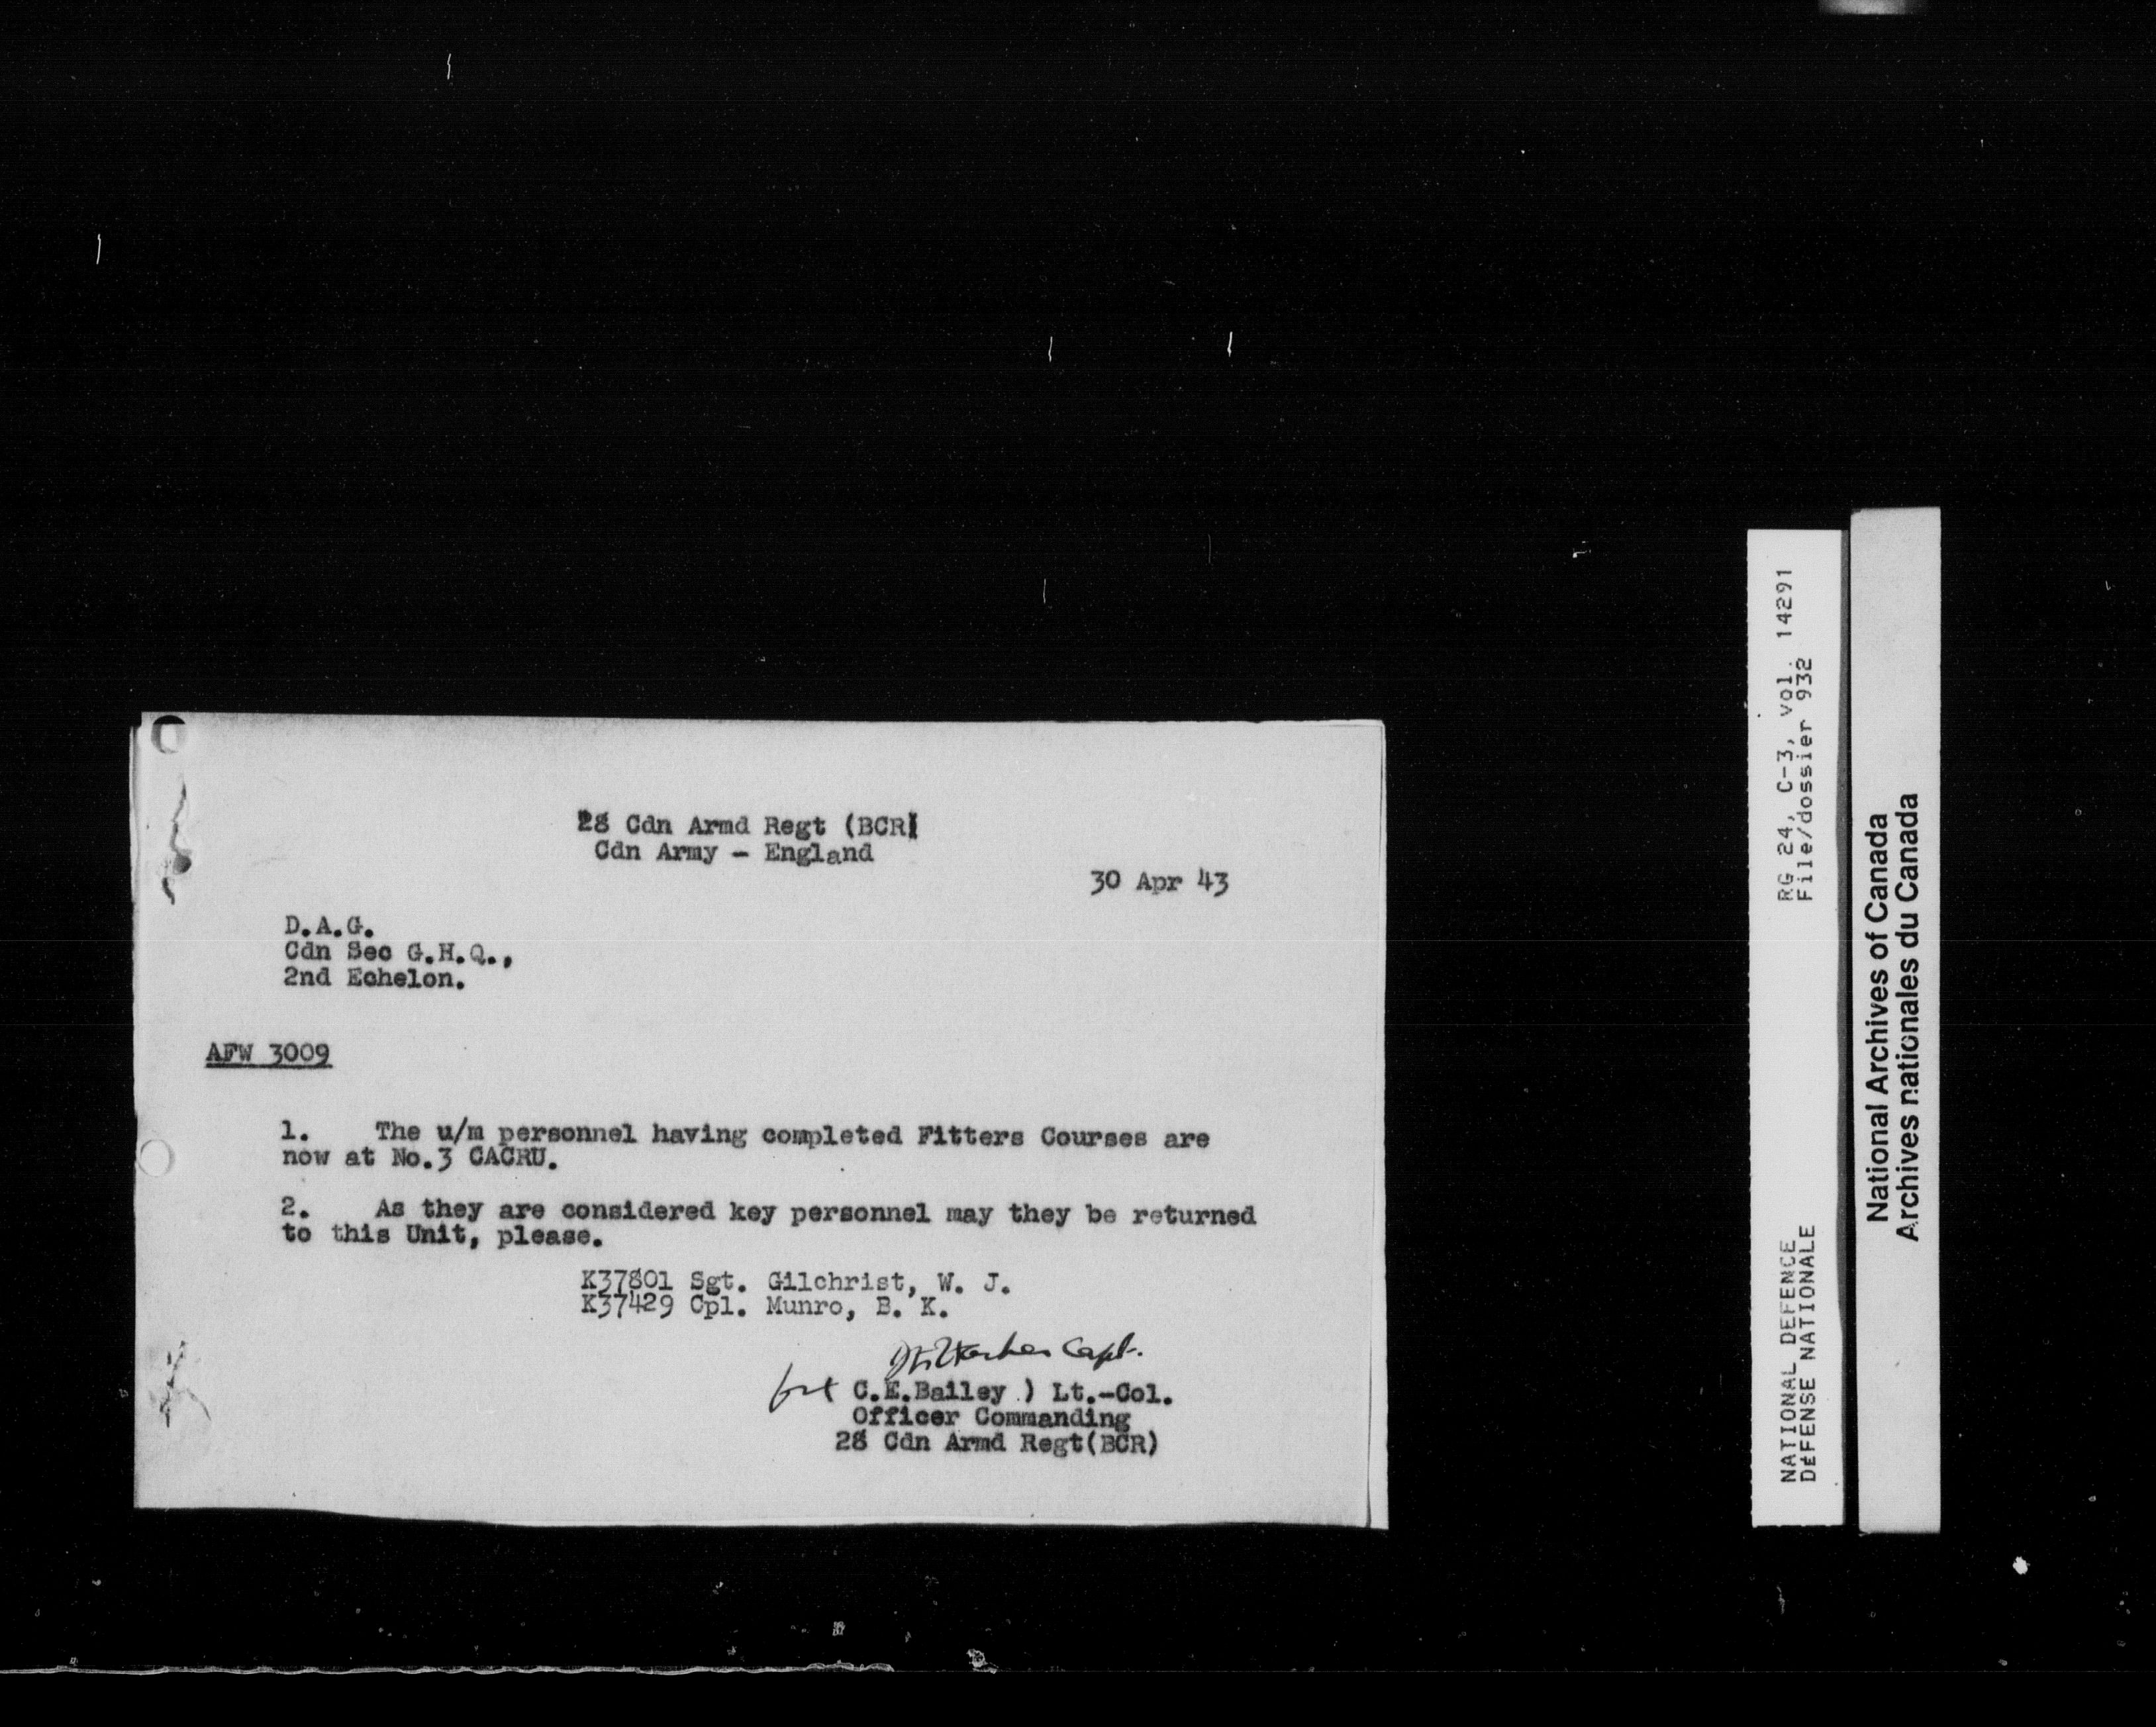 28 Cdn Armd Regt (BCR)
Cdn Army - England
30 Apr 43
D.A.G.
Cdn Sec G.H.Q.,
2nd Echelon.
AFW 3009
1. The u/m personnel having completed Fitters Courses are
now at No.3 CACRU.
2. As they are considered key personnel may they be returned
to this Unit, please.
K37801 Sgt. Gilchrist, W. J.
K37429 Cpl. Munro, B. K.
Capt.
for C.E.Bailey ) Lt.-Col.
Officer Commanding
28 Cdn Armd Regt(BCR)
RG 24, C-3, vol. 14291
File/dossier 932
NATIONAL DEFENCE
DÉFENSE NATIONALE
National Archives of Canada
Archives nationales du Canada